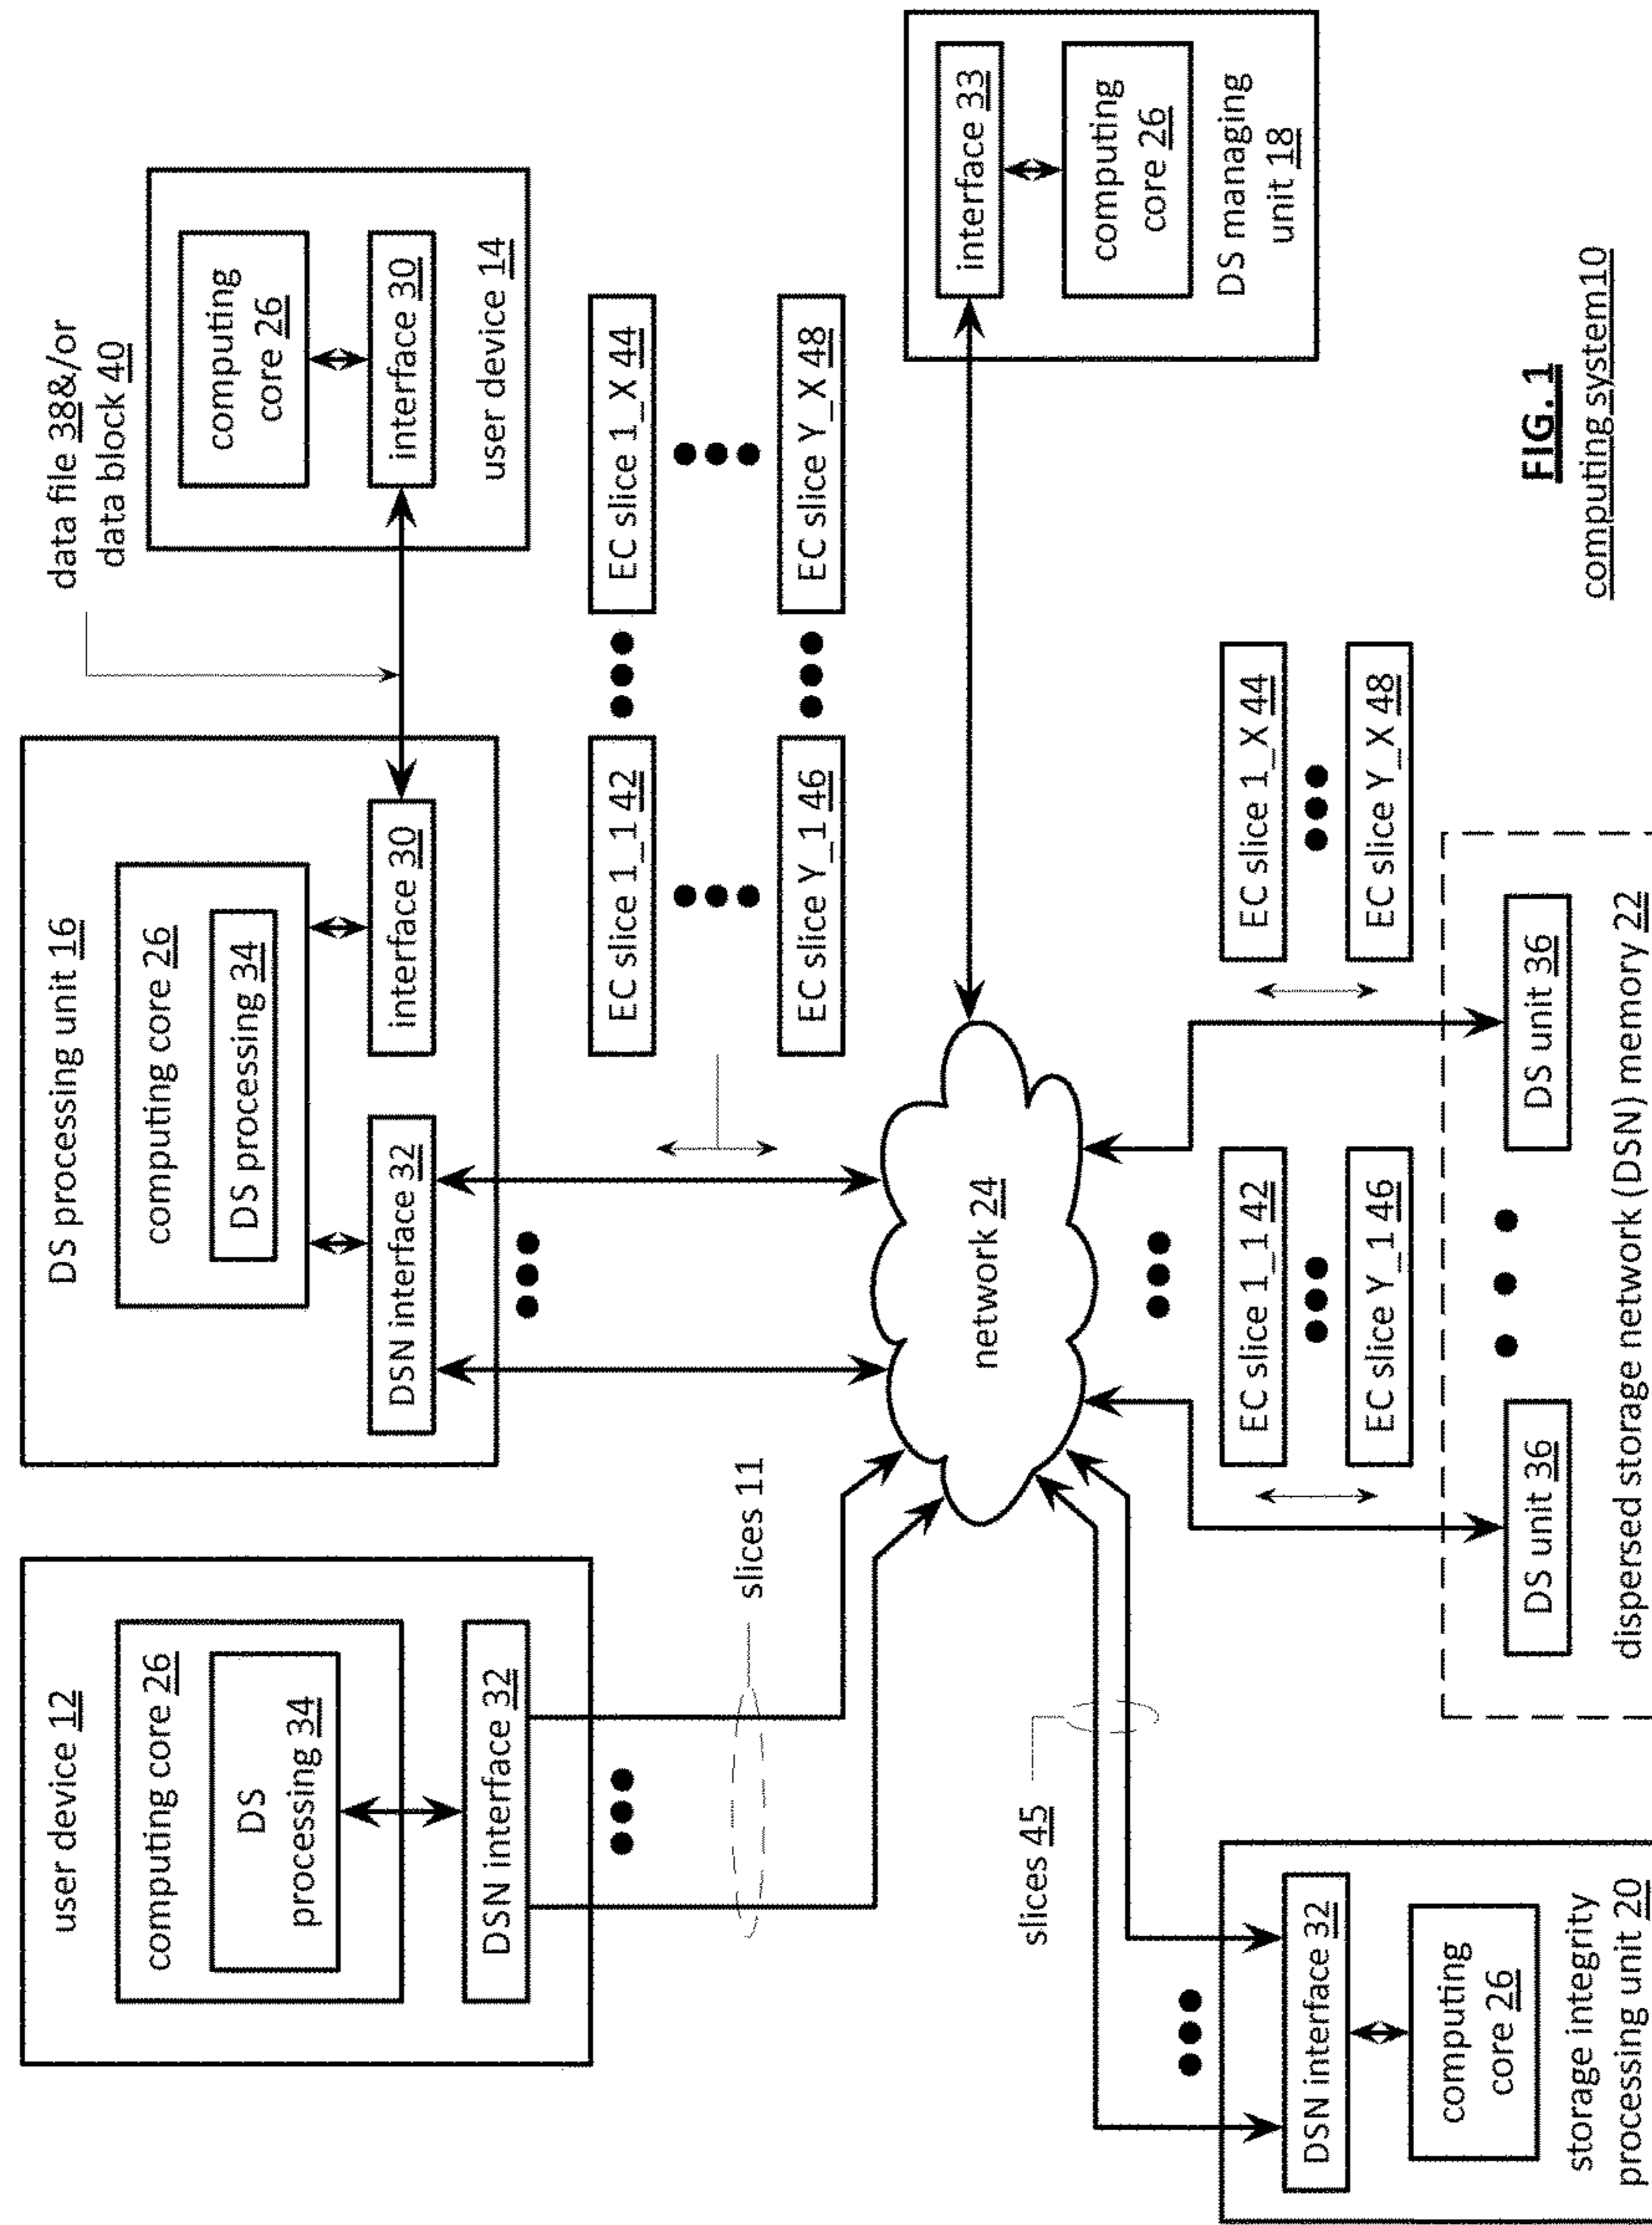 user device 12
computing core 26
DS
processing 34
DSN interface 32
slices 11
DS processing unit 16
computing core 26
DS processing 34
DSN interface 32
interface 30
data file 38&/or
data block 40
computing
core 26
interface 30
user device 14
EC slice 1_1 42
EC slice 1_X 44
EC slice Y_1 46
EC slice Y_X 48
network 24
interface 33
computing
core 26
DS managing
unit 18
slices 45
DSN interface 32
computing
core 26
storage integrity
processing unit 20
EC slice 1_1 42
EC slice Y_1 46
EC slice 1_X 44
EC slice Y_X 48
DS unit 36
DS unit 36
dispersed storage network (DSN) memory 22
FIG. 1
computing system10